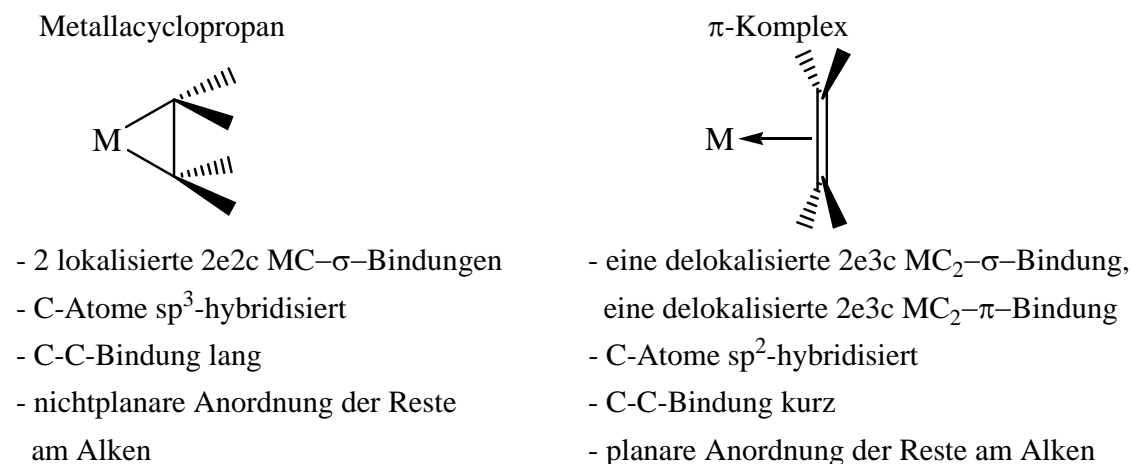 Metallacyclopropan
M
- 2 lokalisierte 2e2c MC–σ–Bindungen
- C-Atome sp³-hybridisiert
- C-C-Bindung lang
- nichtplanare Anordnung der Reste
am Alken
π-Komplex
M
- eine delokalisierte 2e3c MC₂–σ–Bindung,
eine delokalisierte 2e3c MC₂–π–Bindung
- C-Atome sp²-hybridisiert
- C-C-Bindung kurz
- planare Anordnung der Reste am Alken